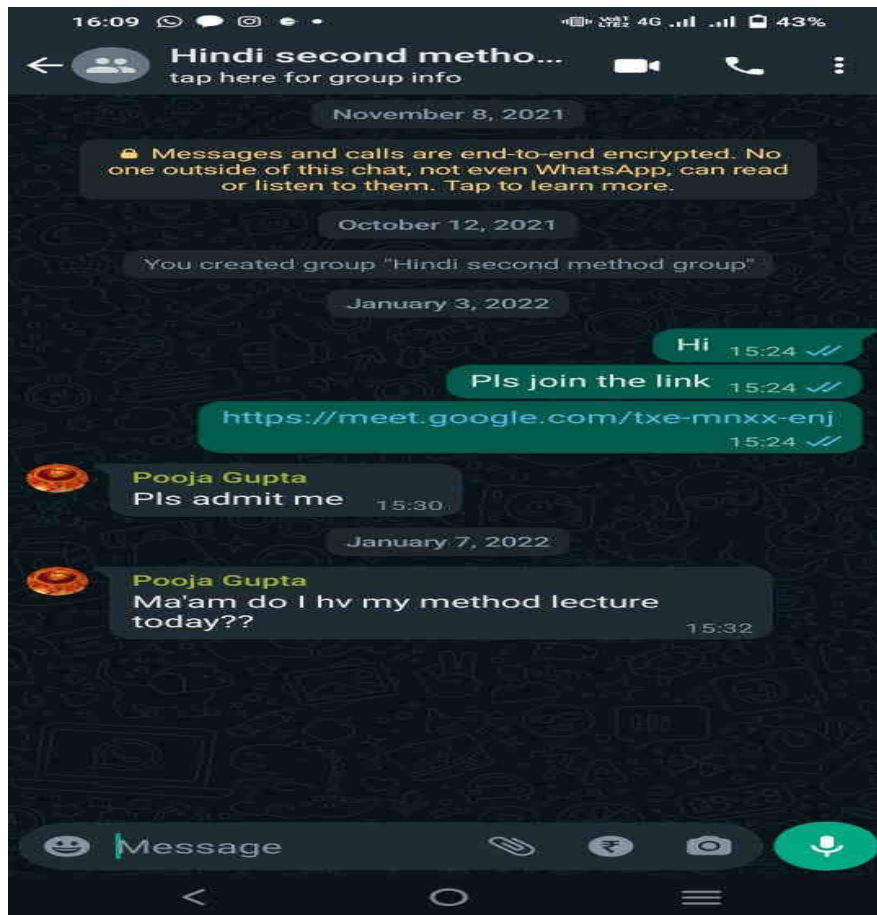 16:09 4G 43%
Hindi second metho...
tap here for group info
November 8, 2021
Messages and calls are end-to-end encrypted. No
one outside of this chat, not even WhatsApp, can read
or listen to them. Tap to learn more.
October 12, 2021
You created group "Hindi second method group"
January 3, 2022
Hi 15:24
Pls join the link 15:24
https://meet.google.com/txe-mnxx-enj
15:24
Pooja Gupta
Pls admit me 15:30
January 7, 2022
Pooja Gupta
Ma'am do I hv my method lecture
today?? 15:32
Message